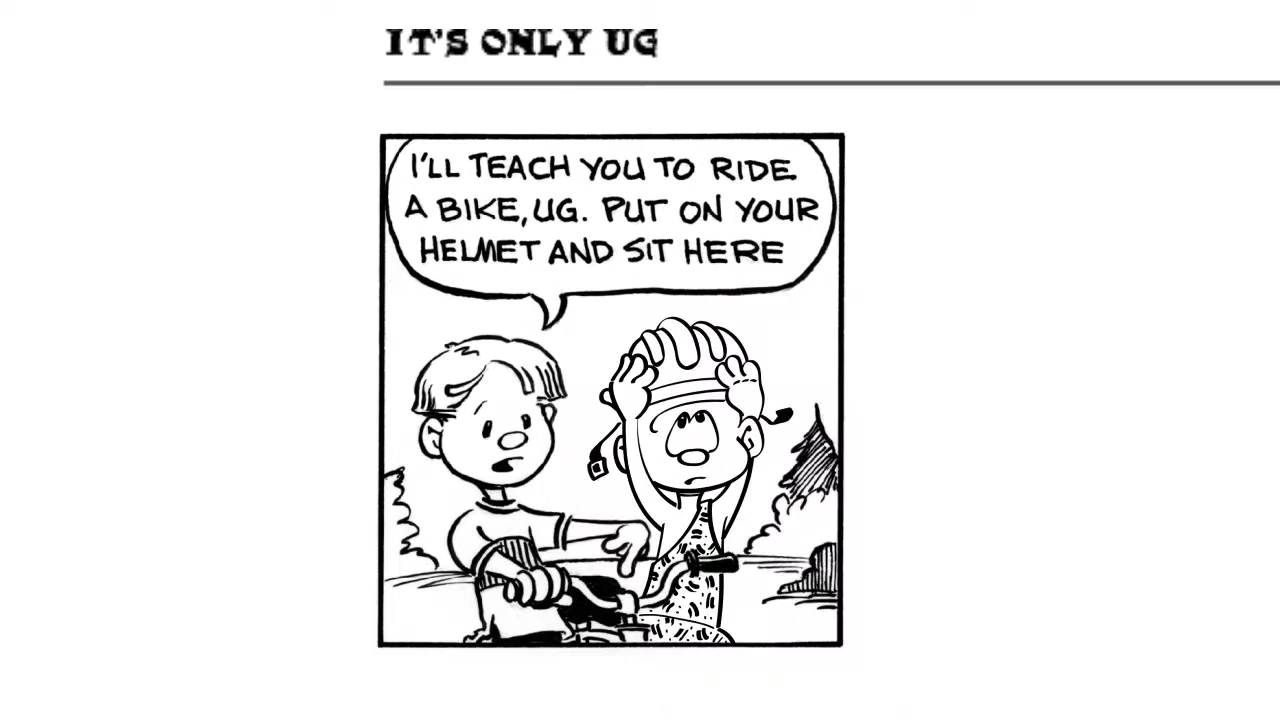 IT'S ONLY UG
I'LL TEACH YOU TO RIDE
A BIKE, UG. PUT ON YOUR
HELMET AND SIT HERE